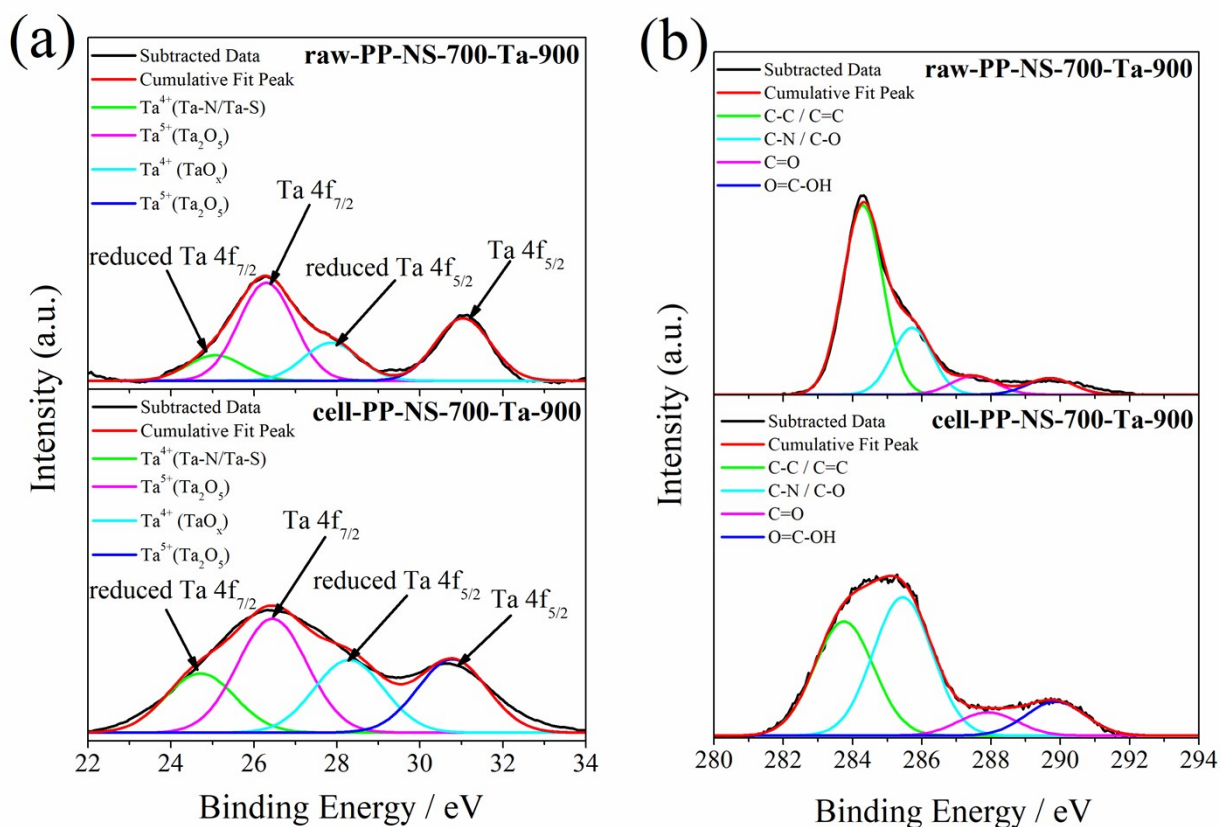 (a)
raw-PP-NS-700-Ta-900
Subtracted Data
Cumulative Fit Peak
Ta⁴⁺(Ta-N/Ta-S)
Ta⁵⁺(Ta₂O₅)
Ta⁴⁺ (TaOₓ)
Ta⁵⁺(Ta₂O₅)
Ta 4f₇/₂
reduced Ta 4f₇/₂
reduced Ta 4f₅/₂
Ta 4f₅/₂
cell-PP-NS-700-Ta-900
Subtracted Data
Cumulative Fit Peak
Ta⁴⁺(Ta-N/Ta-S)
Ta⁵⁺(Ta₂O₅)
Ta⁴⁺ (TaOₓ)
Ta⁵⁺(Ta₂O₅)
Ta 4f₇/₂
reduced Ta 4f₇/₂
reduced Ta 4f₅/₂
Ta 4f₅/₂
Intensity (a.u.)
22 24 26 28 30 32 34
Binding Energy / eV
(b)
raw-PP-NS-700-Ta-900
Subtracted Data
Cumulative Fit Peak
C-C / C=C
C-N / C-O
C=O
O=C-OH
Intensity (a.u.)
cell-PP-NS-700-Ta-900
Subtracted Data
Cumulative Fit Peak
C-C / C=C
C-N / C-O
C=O
O=C-OH
Intensity (a.u.)
280 282 284 286 288 290 292 294
Binding Energy / eV